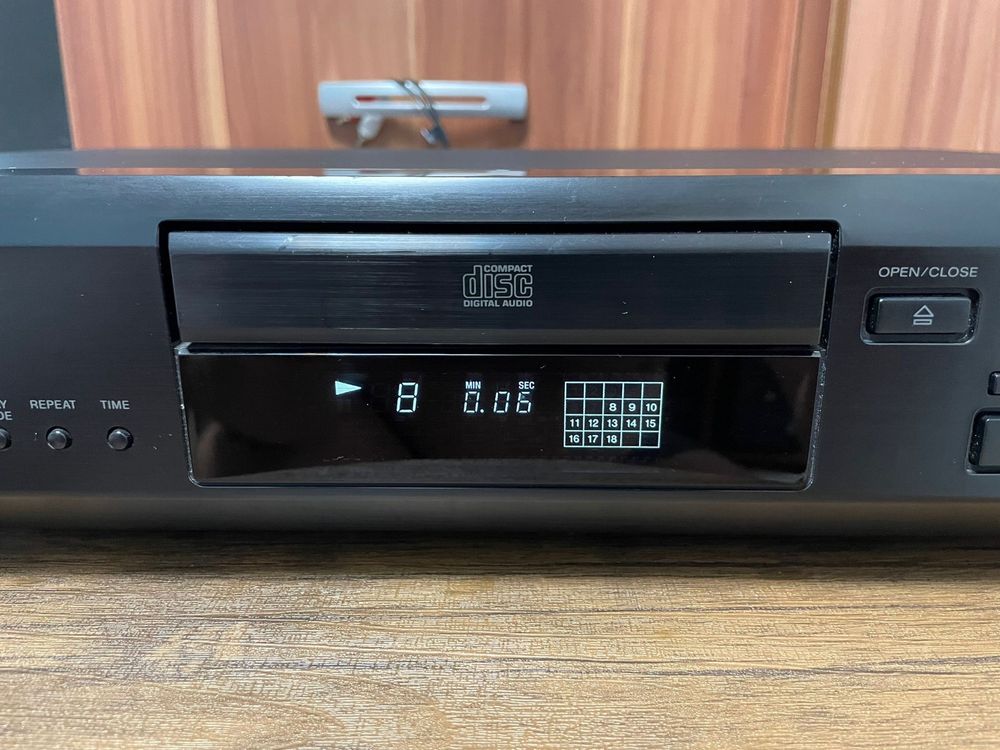 COMPACT
disc
DIGITAL AUDIO
OPEN/CLOSE
REPEAT
TIME
MIN SEC
8 0.06
8 9 10
11 12 13 14 15
16 17 18